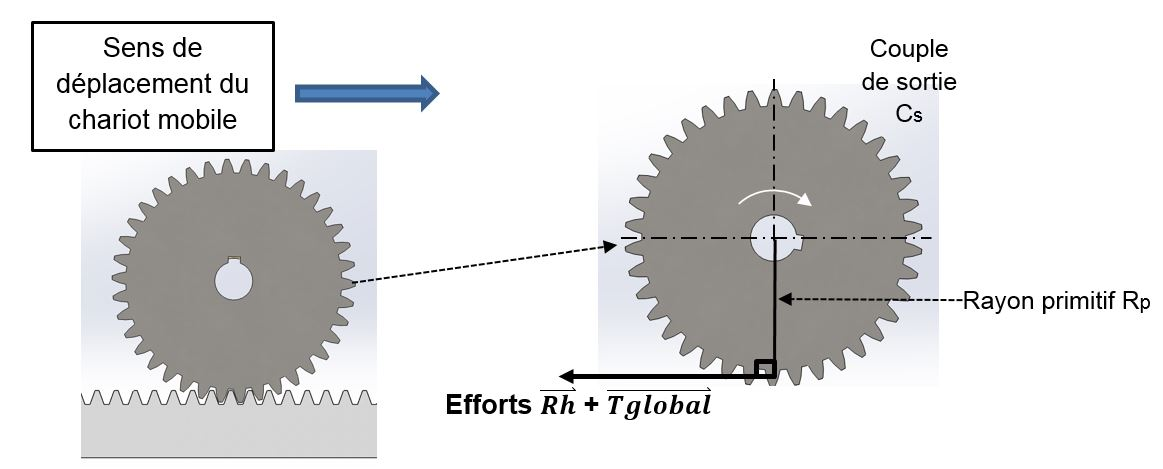 Sens de
déplacement du
chariot mobile
Couple
de sortie
Cs
Rayon primitif Rp
Efforts Rh + Tglobal